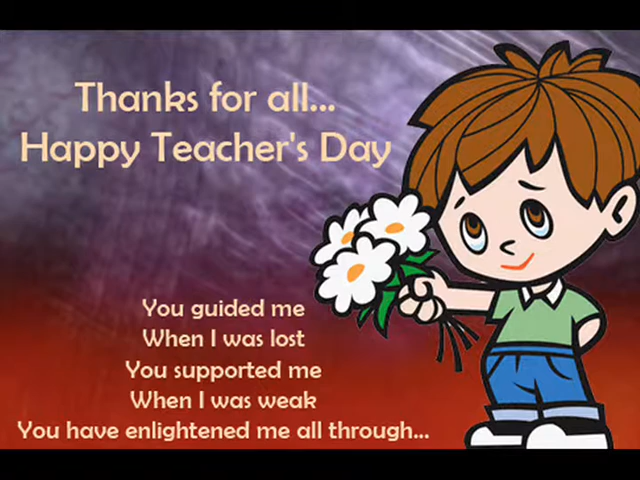 Thanks for all...
Happy Teacher's Day
You guided me
When I was lost
You supported me
When I was weak
You have enlightened me all through...